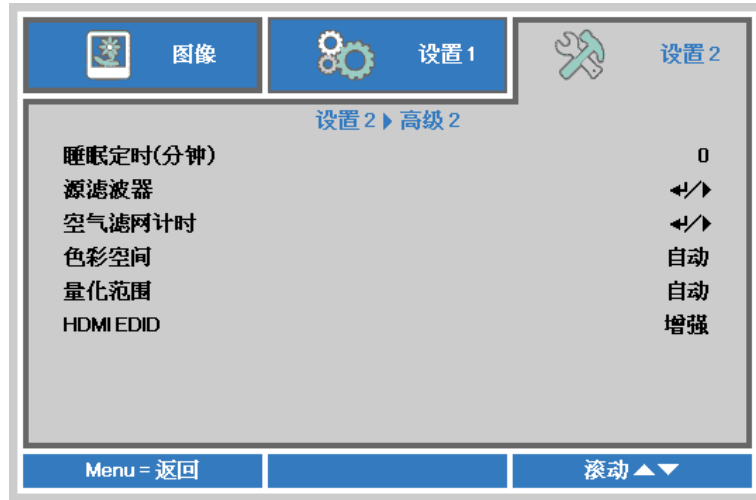 图像 设置 1 设置 2
设置 2 ▶ 高级 2
睡眠定时(分钟) 0
源滤波器 ↵/▶
空气滤网计时 ↵/▶
色彩空间 自动
量化范围 自动
HDMI EDID 增强
Menu = 返回 滚动 ▲▼